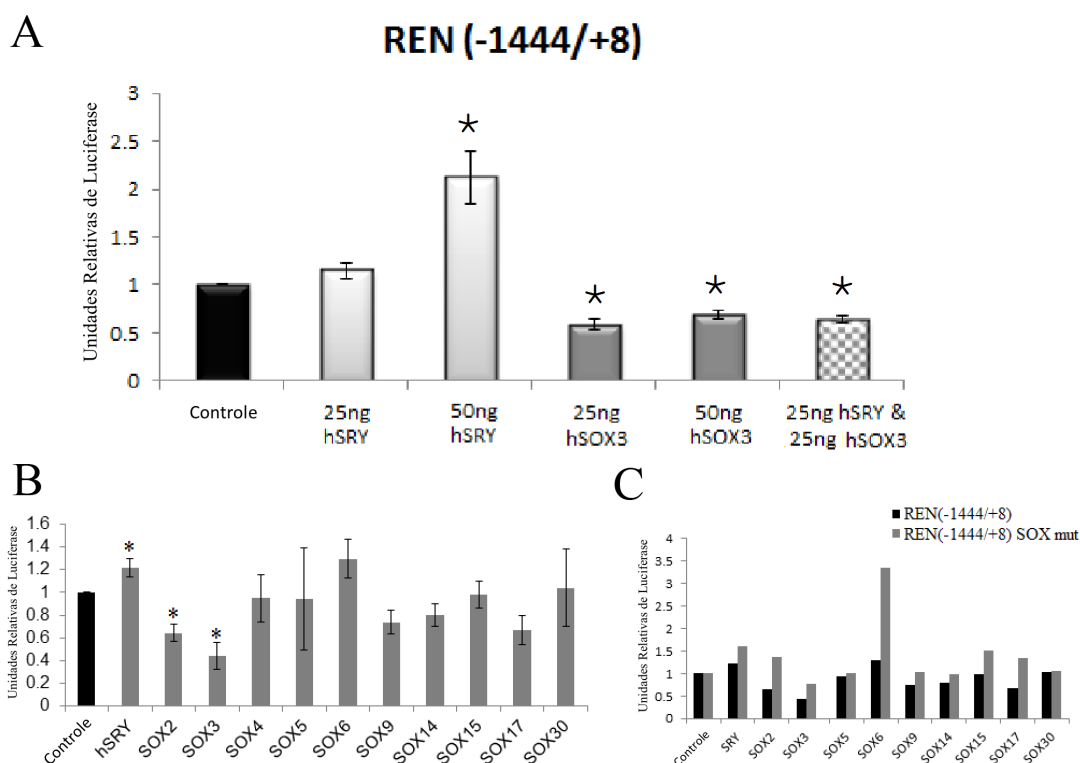 A
REN (-1444/+8)
Unidades Relativas de Luciferase
3
2.5
2
1.5
1
0.5
0
*
*
*
*
Controle
25ng hSRY
50ng hSRY
25ng hSOX3
50ng hSOX3
25ng hSRY & 25ng hSOX3
B
Unidades Relativas de Luciferase
1.6
1.4
1.2
1
0.8
0.6
0.4
0.2
0
*
*
*
Controle
hSRY
SOX2
SOX3
SOX4
SOX5
SOX6
SOX9
SOX14
SOX15
SOX17
SOX30
C
REN(-1444/+8)
REN(-1444/+8) SOX mut
Unidades Relativas de Luciferase
4
3.5
3
2.5
2
1.5
1
0.5
0
Controle
SRY
SOX2
SOX3
SOX5
SOX6
SOX9
SOX14
SOX15
SOX17
SOX30